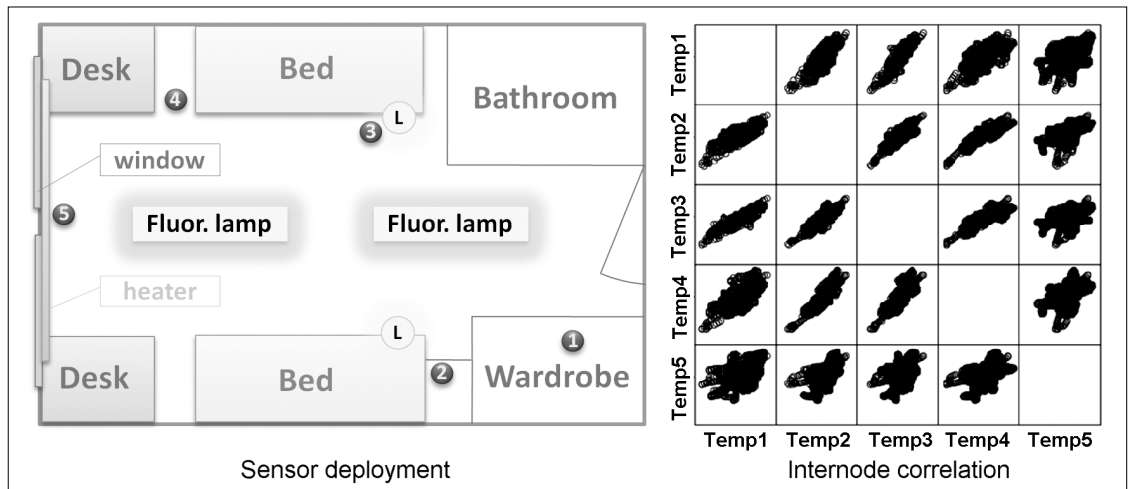 Desk
Bed
Bathroom
4
3
L
window
5
Fluor. lamp
Fluor. lamp
heater
L
1
2
Desk
Bed
Wardrobe
Sensor deployment
Temp1
Temp2
Temp3
Temp4
Temp5
Temp1 Temp2 Temp3 Temp4 Temp5
Internode correlation